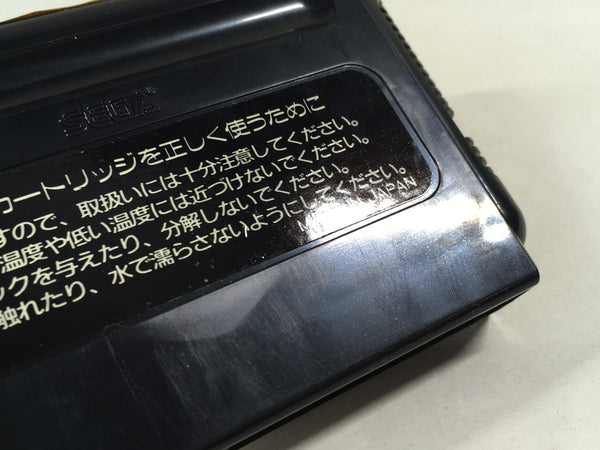 SEGA
カートリッジを正しく使うために
すので、取扱いには十分注意してください。
温度や低い温度には近づけないでください。
ックを与えたり、分解しないでください。
触れたり、水で濡らさないようにしてください。
JAPAN